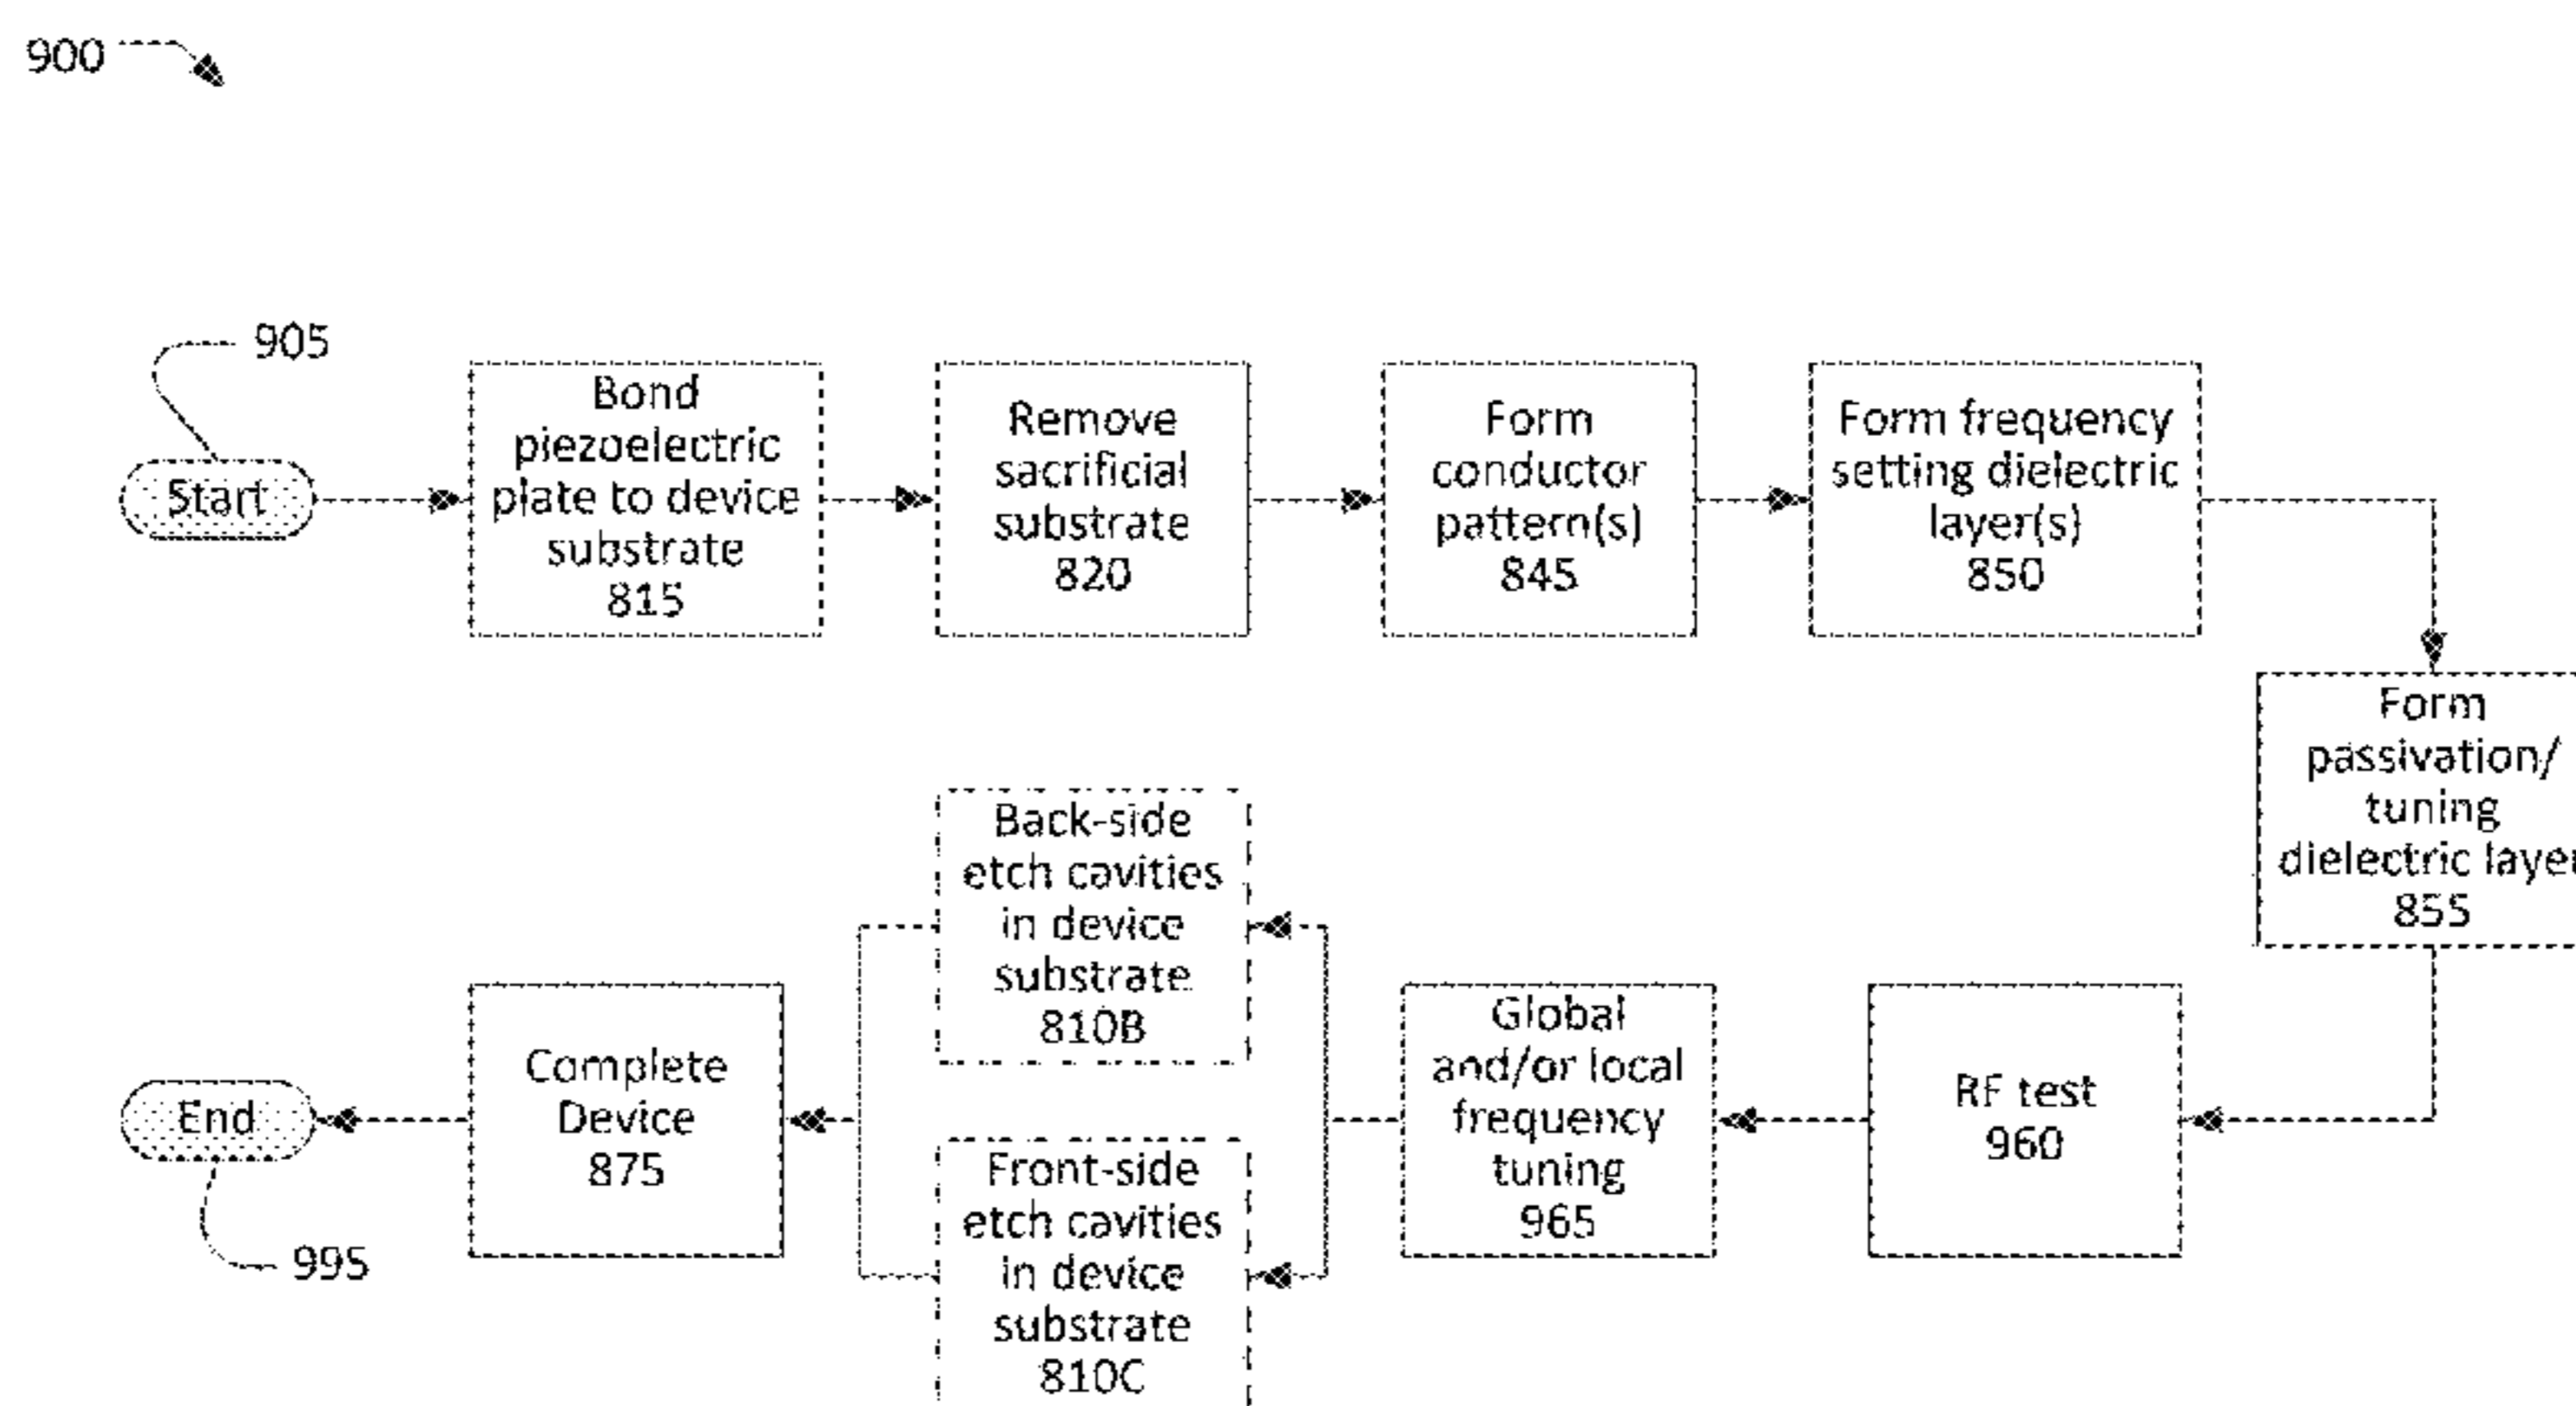 900
905
Start
Bond
piezoelectric
plate to device
substrate
815
Remove
sacrificial
substrate
820
Form
conductor
pattern(s)
845
Form frequency
setting dielectric
layer(s)
850
Form
passivation/
tuning
dielectric layer
855
RF test
960
Global
and/or local
frequency
tuning
965
Back-side
etch cavities
in device
substrate
810B
Front-side
etch cavities
in device
substrate
810C
Complete
Device
875
End
995